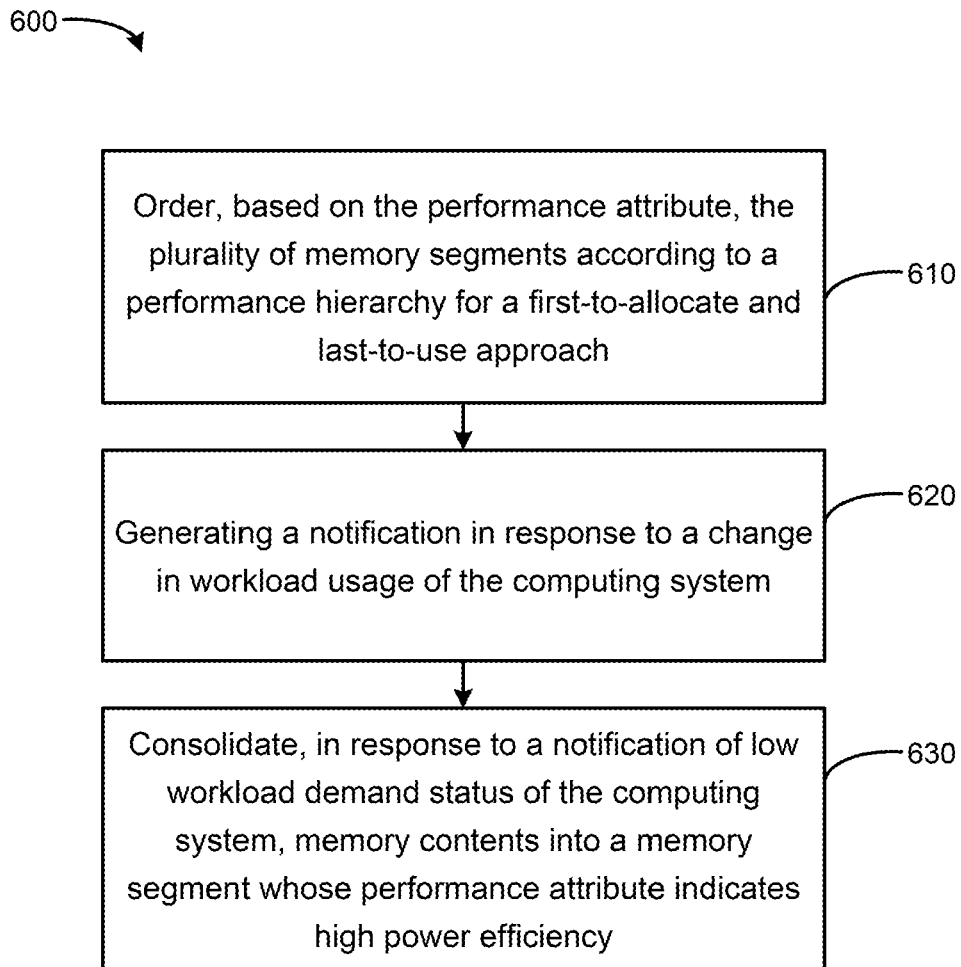 600
Order, based on the performance attribute, the
plurality of memory segments according to a
performance hierarchy for a first-to-allocate and
last-to-use approach
610
Generating a notification in response to a change
in workload usage of the computing system
620
Consolidate, in response to a notification of low
workload demand status of the computing
system, memory contents into a memory
segment whose performance attribute indicates
high power efficiency
630